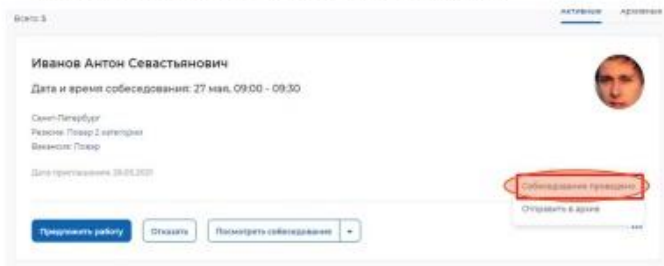 Всего: 5
Активные Архивные
Иванов Антон Севастьянович
Дата и время собеседования: 27 мая, 09:00 - 09:30
Санкт-Петербург
Резюме: Повар 2 категории
Вакансия: Повар
Дата приглашения: 26.05.2021
Собеседование проведено
Отправить в архив
Предложить работу Отказать Посмотреть собеседование